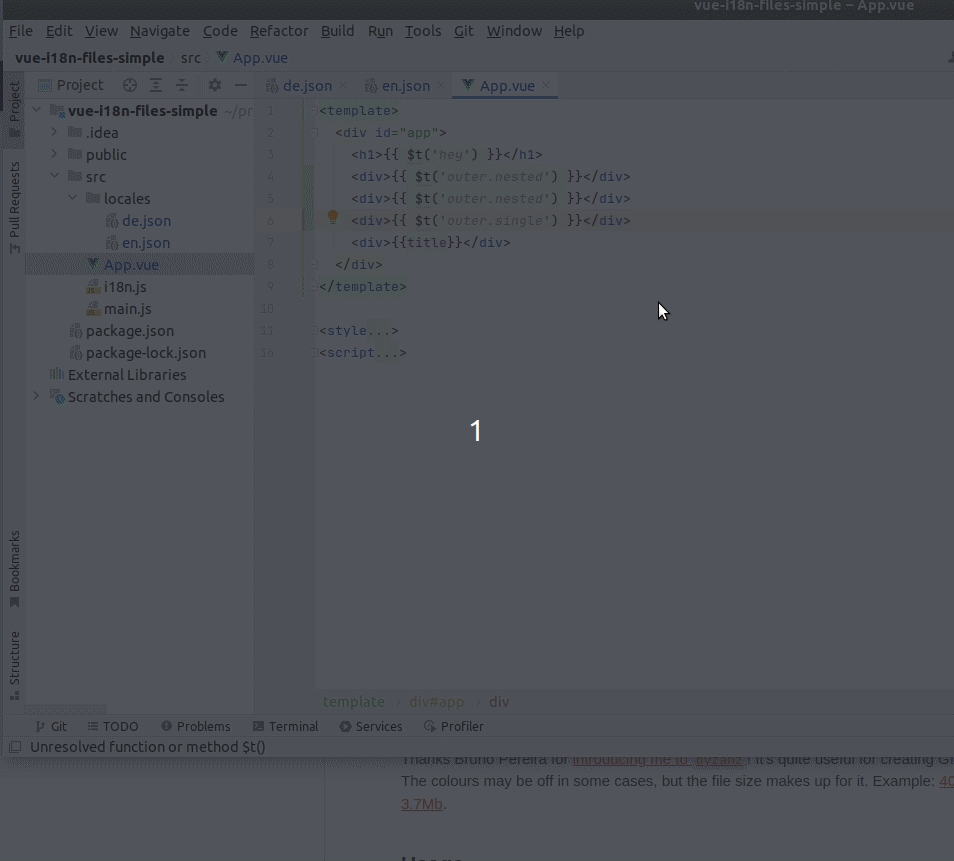 vue-i18n-files-simple – App.vue
File Edit View Navigate Code Refactor Build Run Tools Git Window Help
vue-i18n-files-simple src App.vue
Project
de.json
en.json
App.vue
Project
Pull Requests
Bookmarks
Structure
vue-i18n-files-simple ~/pr
.idea
public
src
locales
de.json
en.json
App.vue
i18n.js
main.js
package.json
package-lock.json
External Libraries
Scratches and Consoles
1 <template>
2 <div id="app">
3 <h1>{{ $t('hey') }}</h1>
4 <div>{{ $t('outer.nested') }}</div>
5 <div>{{ $t('outer.nested') }}</div>
6 <div>{{ $t('outer.single') }}</div>
7 <div>{{title}}</div>
8 </div>
9 </template>
10
<style...>
<script...>
1
template div#app div
Git TODO Problems Terminal Services Profiler
Unresolved function or method $t()
Thanks Bruno Pereira for introducing me to `byzanz`! It's quite useful for creating
The colours may be off in some cases, but the file size makes up for it. Example:
3.7Mb.